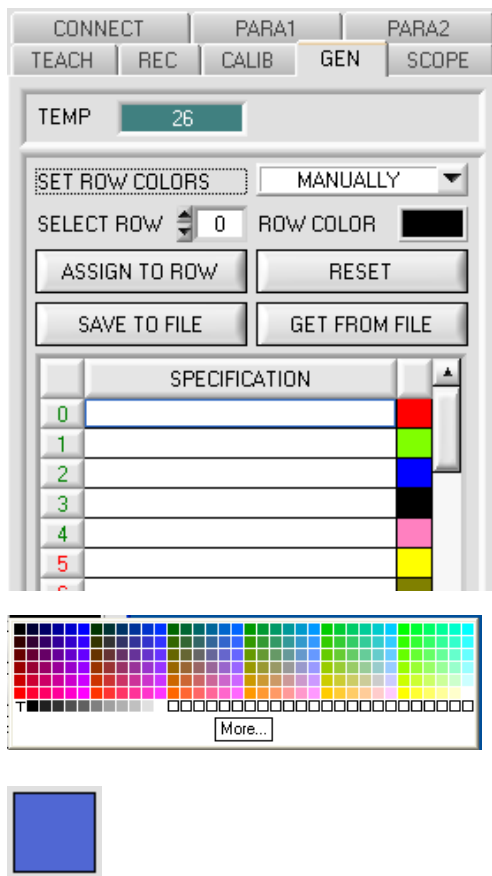 CONNECT PARA1 PARA2
TEACH REC CALIB GEN SCOPE
TEMP 26
SET ROW COLORS MANUALLY
SELECT ROW 0 ROW COLOR
ASSIGN TO ROW RESET
SAVE TO FILE GET FROM FILE
SPECIFICATION
0
1
2
3
4
5
T
More...